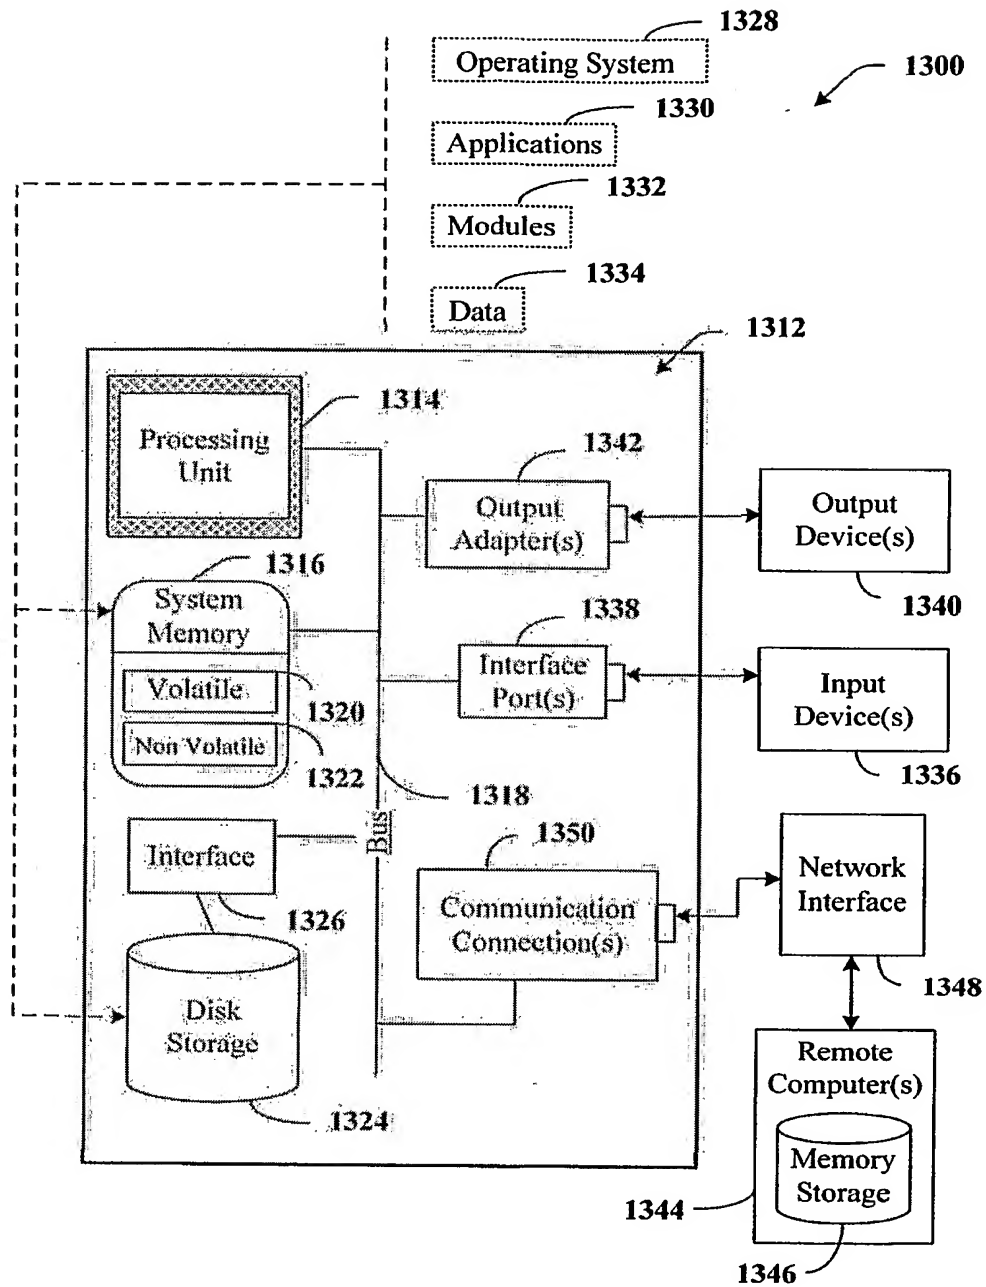 1328
Operating System
1300
1330
Applications
1332
Modules
1334
Data
1312
1314
Processing
Unit
1342
Output
Adapter(s)
Output
Device(s)
1340
1316
System
Memory
Volatile
1320
Non Volatile
1322
1338
Interface
Port(s)
Input
Device(s)
1336
1318
Bus
Interface
1326
1350
Communication
Connection(s)
Network
Interface
1348
Disk
Storage
1324
Remote
Computer(s)
Memory
Storage
1344
1346